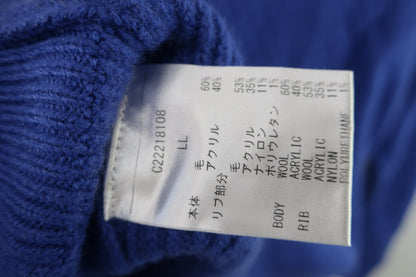 C22218108
LL
本体 毛 60%
アクリル 40%
リブ部分 毛 53%
アクリル 35%
ナイロン 11%
ポリウレタン 1%
BODY WOOL 60%
ACRYLIC 40%
RIB WOOL 53%
ACRYLIC 35%
NYLON 11%
POLYURETHANE 1%